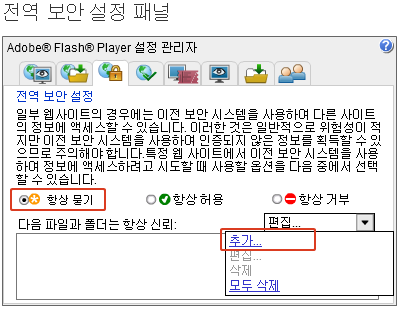 전역 보안 설정 패널
Adobe® Flash® Player 설정 관리자
전역 보안 설정
일부 웹사이트의 경우에는 이전 보안 시스템을 사용하여 다른 사이트
의 정보에 액세스할 수 있습니다. 이러한 것은 일반적으로 위험성이 적
지만 이전 보안 시스템을 사용하여 인증되지 않은 정보를 획득할 수 있
으므로 주의해야 합니다.특정 웹 사이트에서 이전 보안 시스템을 사용
하여 정보에 액세스하려고 시도할 때 사용할 옵션을 다음 중에서 선택
할 수 있습니다.
항상 묻기 항상 허용 항상 거부
다음 파일과 폴더는 항상 신뢰: 편집...
추가...
편집...
삭제
모두 삭제